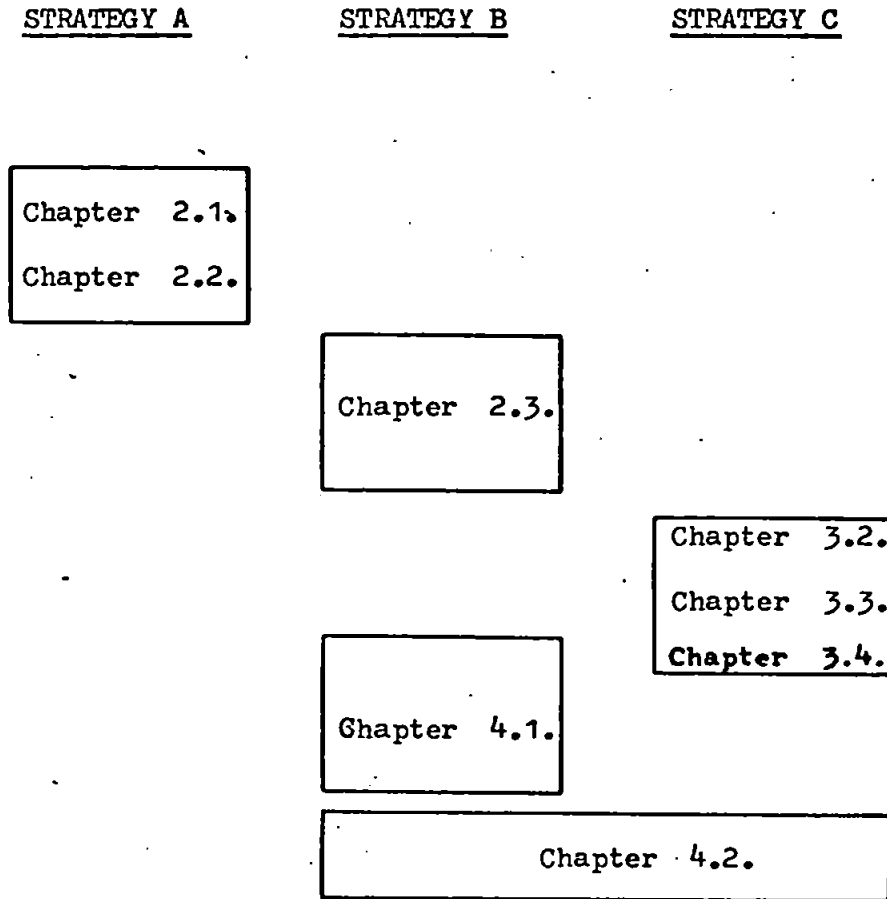 STRATEGY A STRATEGY B STRATEGY C
Chapter 2.1.
Chapter 2.2.
Chapter 2.3.
Chapter 3.2.
Chapter 3.3.
Chapter 3.4.
Ghapter 4.1.
Chapter 4.2.